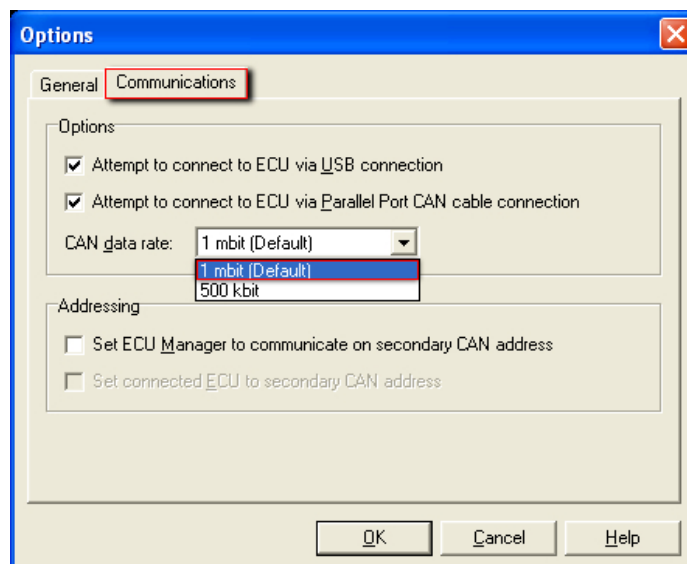 Options
General Communications
Options
Attempt to connect to ECU via USB connection
Attempt to connect to ECU via Parallel Port CAN cable connection
CAN data rate: 1 mbit (Default)
1 mbit (Default)
500 kbit
Addressing
Set ECU Manager to communicate on secondary CAN address
Set connected ECU to secondary CAN address
OK Cancel Help